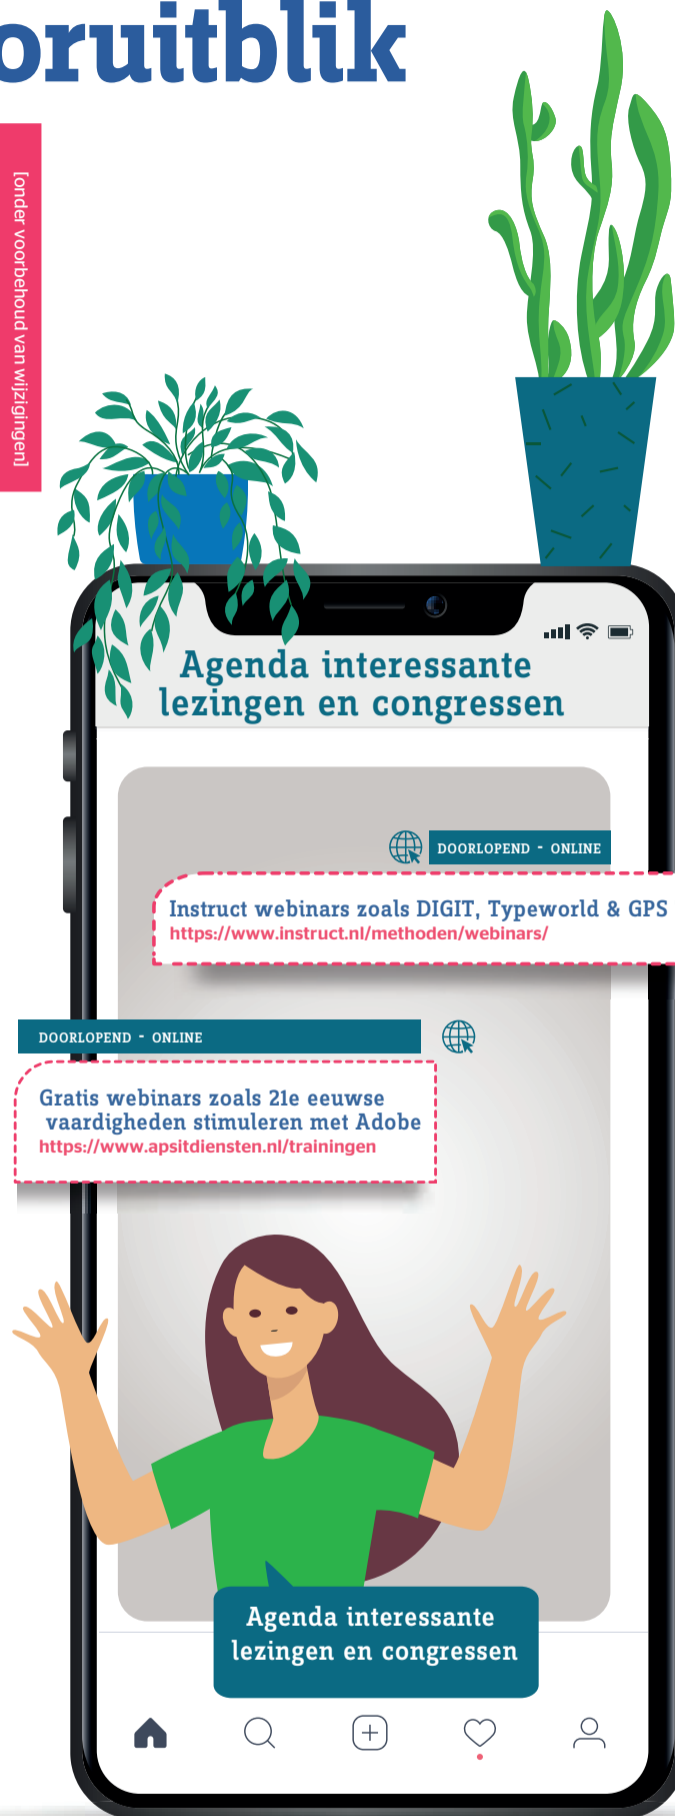 oruitblik
[onder voorbehoud van wijzigingen]
Agenda interessante
lezingen en congressen
DOORLOPEND - ONLINE
Instruct webinars zoals DIGIT, Typeworld & GPS
https://www.instruct.nl/methoden/webinars/
DOORLOPEND - ONLINE
Gratis webinars zoals 21e eeuwse
vaardigheden stimuleren met Adobe
https://www.apsitdiensten.nl/trainingen
Agenda interessante
lezingen en congressen